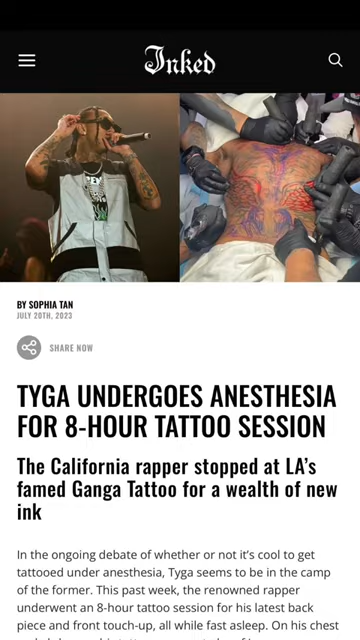 Inked
BY SOPHIA TAN
JULY 20TH, 2023
SHARE NOW
TYGA UNDERGOES ANESTHESIA
FOR 8-HOUR TATTOO SESSION
The California rapper stopped at LA's
famed Ganga Tattoo for a wealth of new
ink
In the ongoing debate of whether or not it's cool to get
tattooed under anesthesia, Tyga seems to be in the camp
of the former. This past week, the renowned rapper
underwent an 8-hour tattoo session for his latest back
piece and front touch-up, all while fast asleep. On his chest